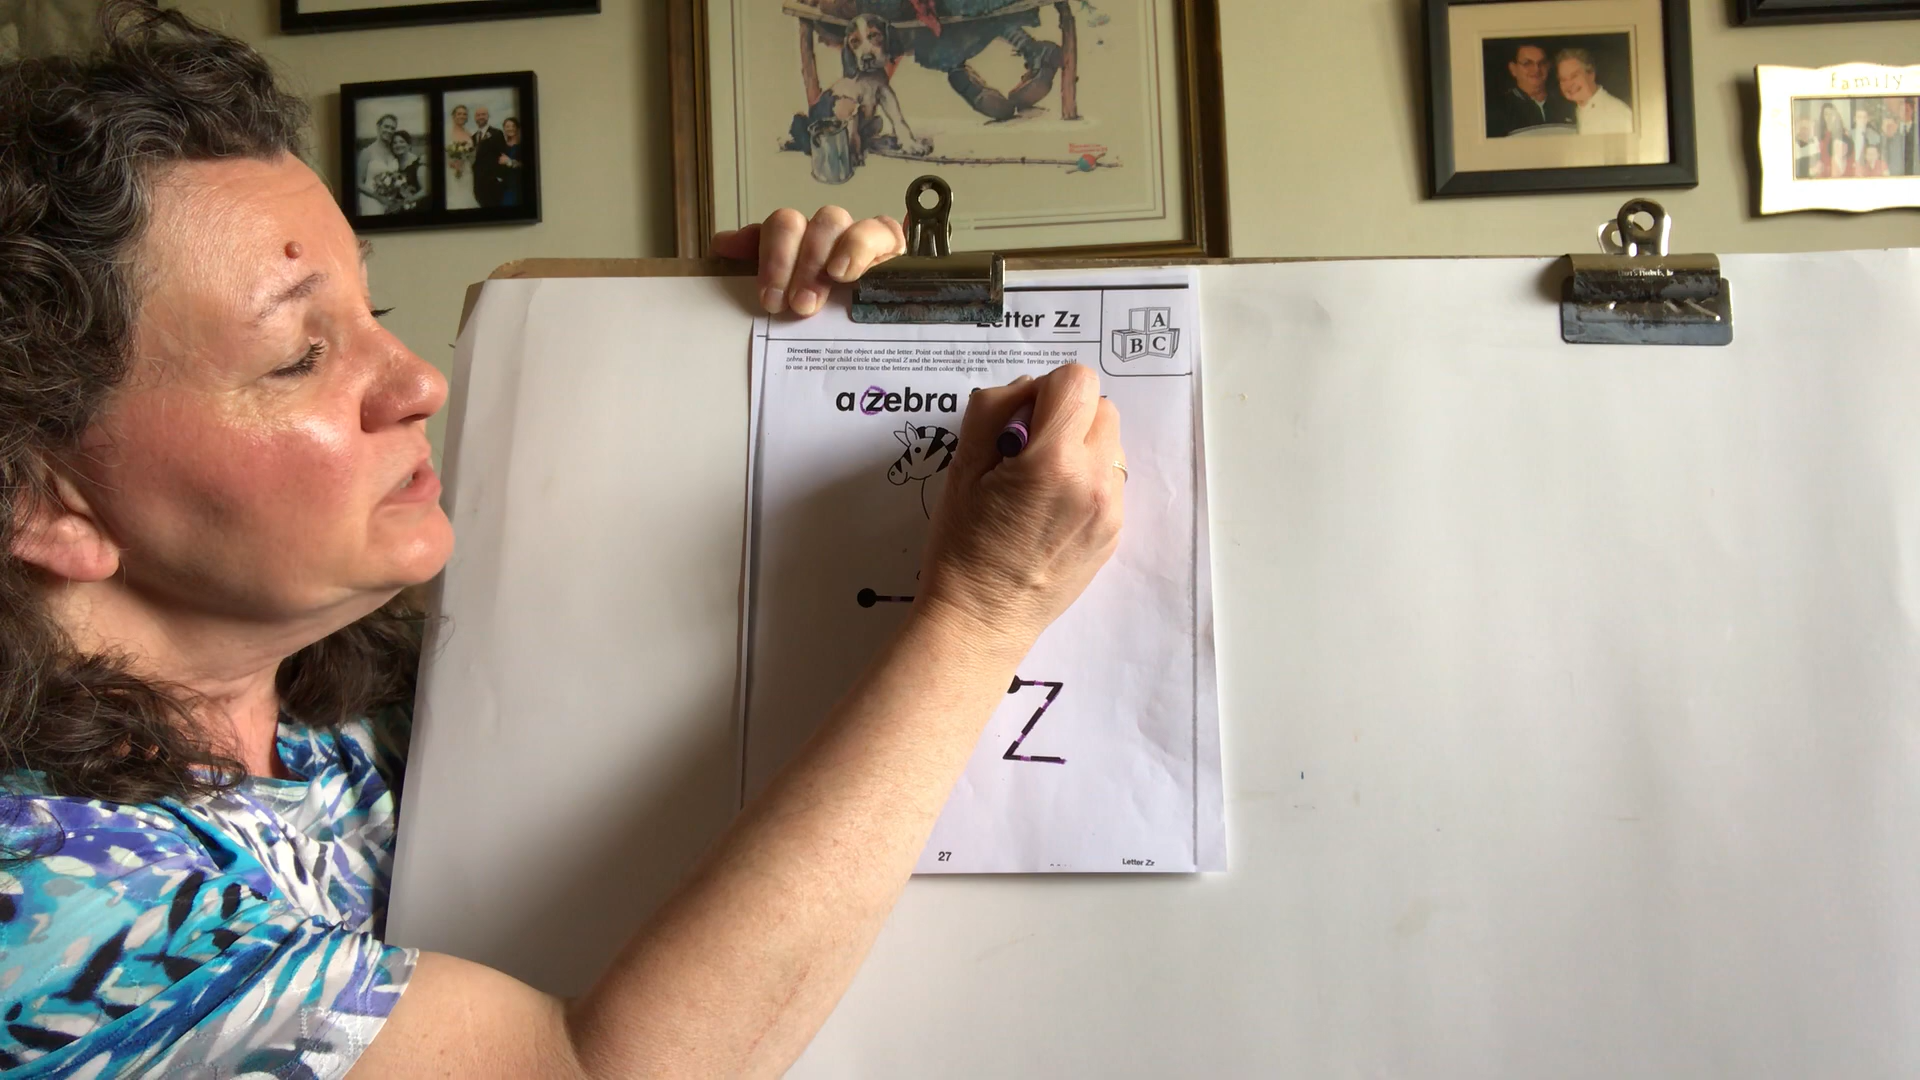 family
Letter Zz
A
B C
Directions: Name the object and the letter. Point out that the z sound is the first sound in the word
zebra. Have your child circle the capital Z and the lowercase z in the words below. Invite your child
to use a pencil or crayon to trace the letters and then color the picture.
a zebra
z
27
Letter Zz